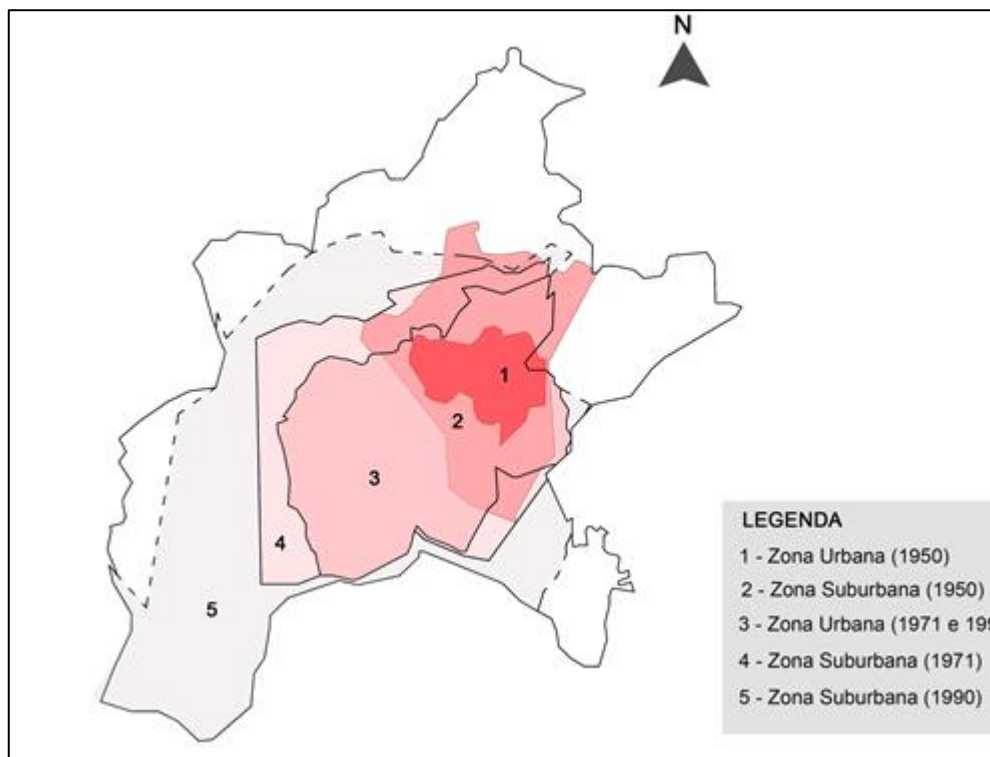 N
1
2
3
4
5
LEGENDA
1 - Zona Urbana (1950)
2 - Zona Suburbana (1950)
3 - Zona Urbana (1971 e 199
4 - Zona Suburbana (1971)
5 - Zona Suburbana (1990)